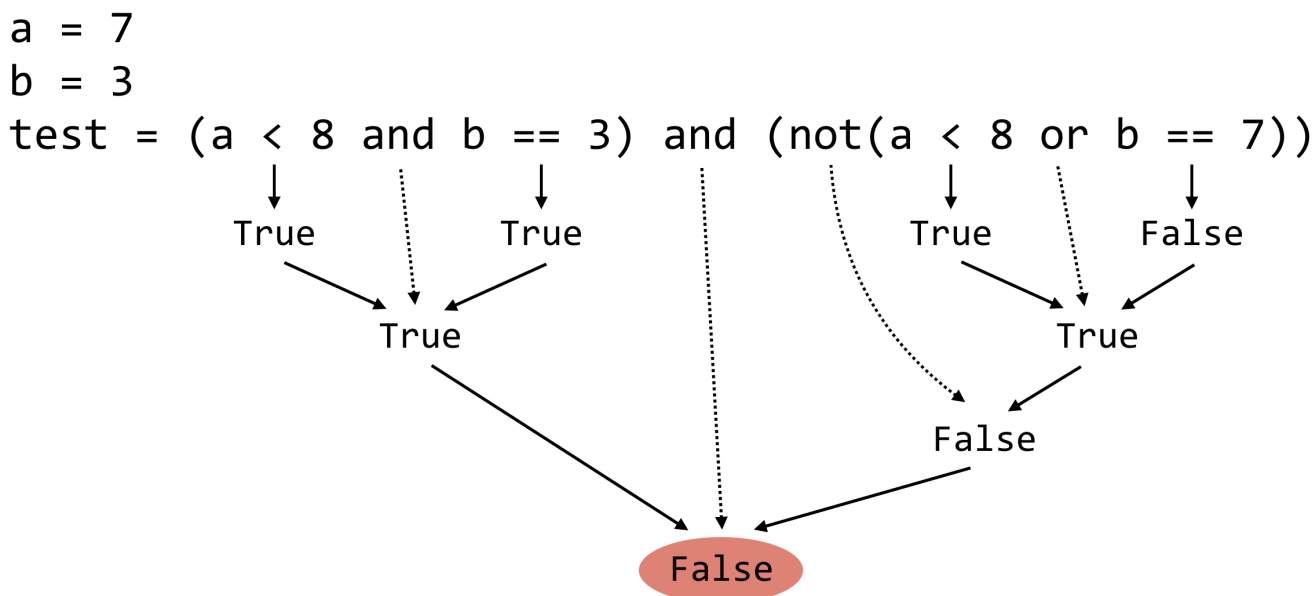 a = 7
b = 3
test = (a < 8 and b == 3) and (not(a < 8 or b == 7))
True True True False
True True
False
False